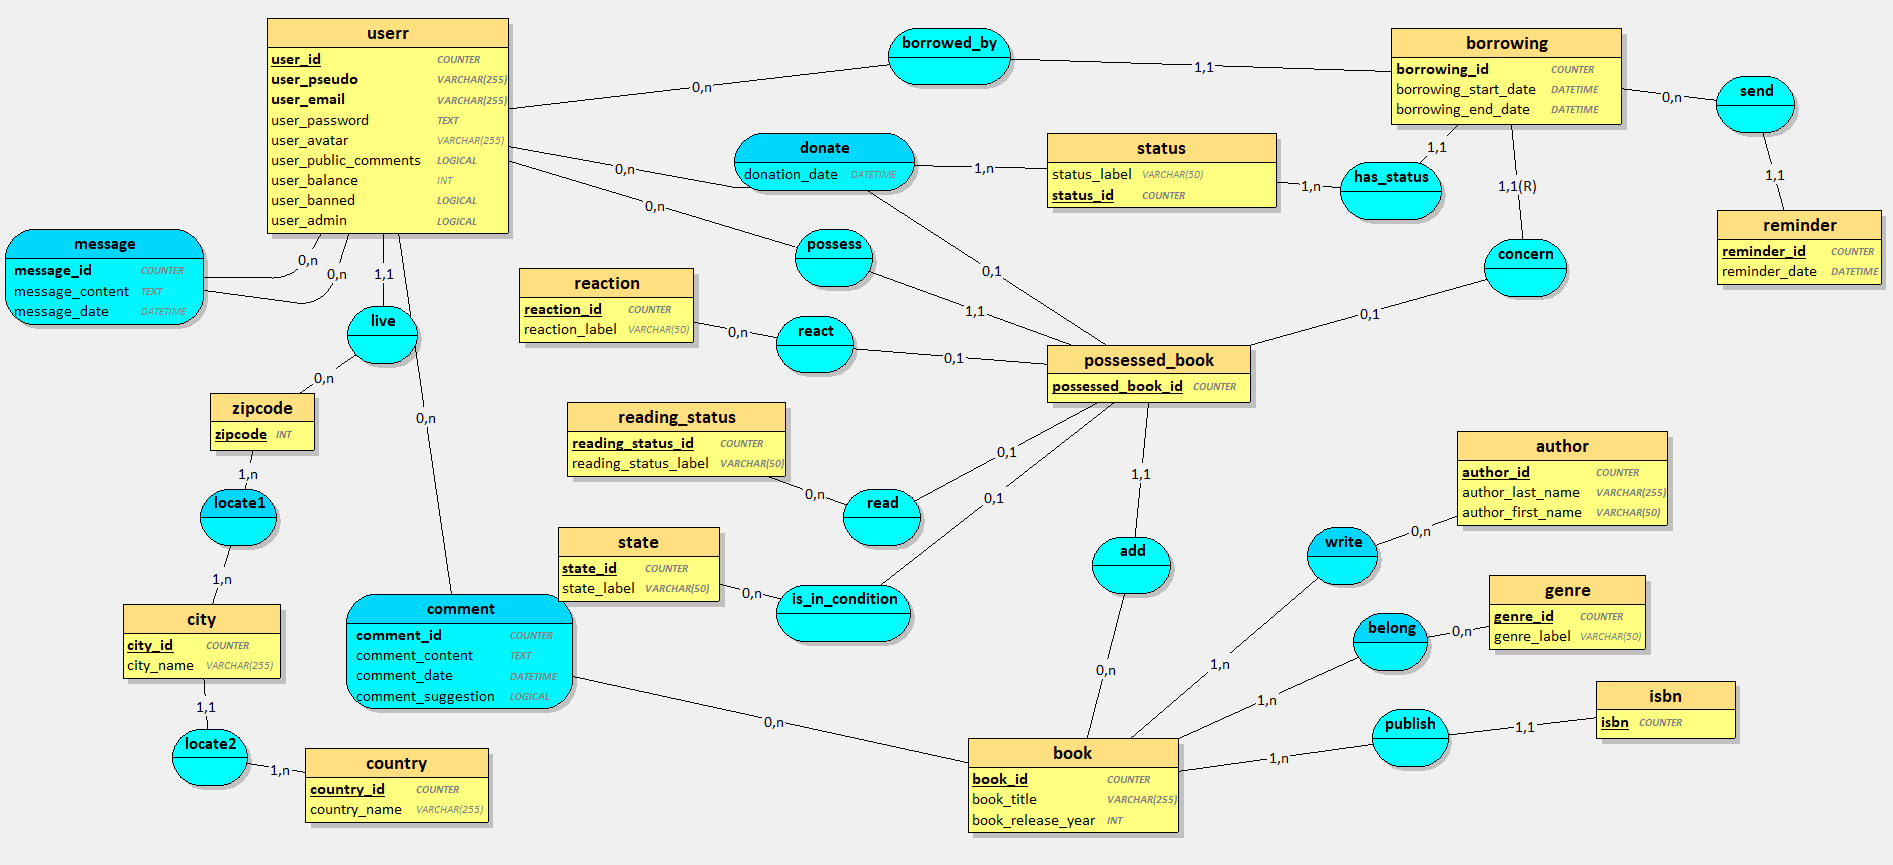 userr
user_id COUNTER
user_pseudo VARCHAR(255)
user_email VARCHAR(255)
user_password TEXT
user_avatar VARCHAR(255)
user_public_comments LOGICAL
user_balance INT
user_banned LOGICAL
user_admin LOGICAL
borrowed_by
0,n
1,1
borrowing
borrowing_id COUNTER
borrowing_start_date DATETIME
borrowing_end_date DATETIME
0,n
send
1,1
reminder
reminder_id COUNTER
reminder_date DATETIME
donate
donation_date DATETIME
0,n
1,n
0,1
status
status_label VARCHAR(50)
status_id COUNTER
1,n
has_status
1,1
1,1(R)
concern
0,1
message
message_id COUNTER
message_content TEXT
message_date DATETIME
0,n
0,n
1,1
live
0,n
0,n
possess
1,1
reaction
reaction_id COUNTER
reaction_label VARCHAR(50)
0,n
react
0,1
possessed_book
possessed_book_id COUNTER
zipcode
zipcode INT
1,n
locate1
1,n
0,n
reading_status
reading_status_id COUNTER
reading_status_label VARCHAR(50)
0,n
read
0,1
0,1
1,1
add
0,n
state
state_id COUNTER
state_label VARCHAR(50)
0,n
is_in_condition
author
author_id COUNTER
author_last_name VARCHAR(255)
author_first_name VARCHAR(50)
0,n
write
1,n
genre
genre_id COUNTER
genre_label VARCHAR(50)
0,n
belong
1,n
city
city_id COUNTER
city_name VARCHAR(255)
1,1
locate2
1,n
country
country_id COUNTER
country_name VARCHAR(255)
comment
comment_id COUNTER
comment_content TEXT
comment_date DATETIME
comment_suggestion LOGICAL
0,n
book
book_id COUNTER
book_title VARCHAR(255)
book_release_year INT
1,n
publish
1,1
isbn
isbn COUNTER